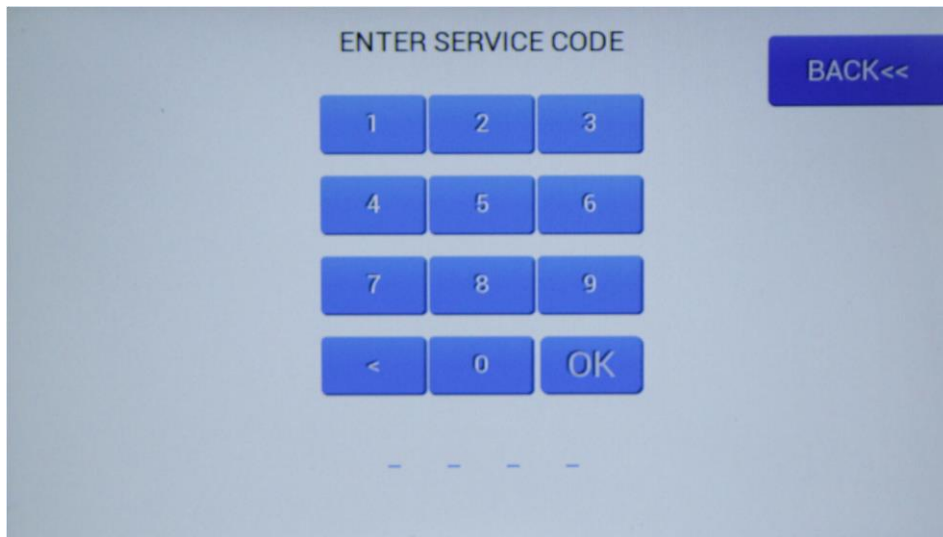 ENTER SERVICE CODE
BACK<<
1 2 3
4 5 6
7 8 9
< 0 OK
_ _ _ _